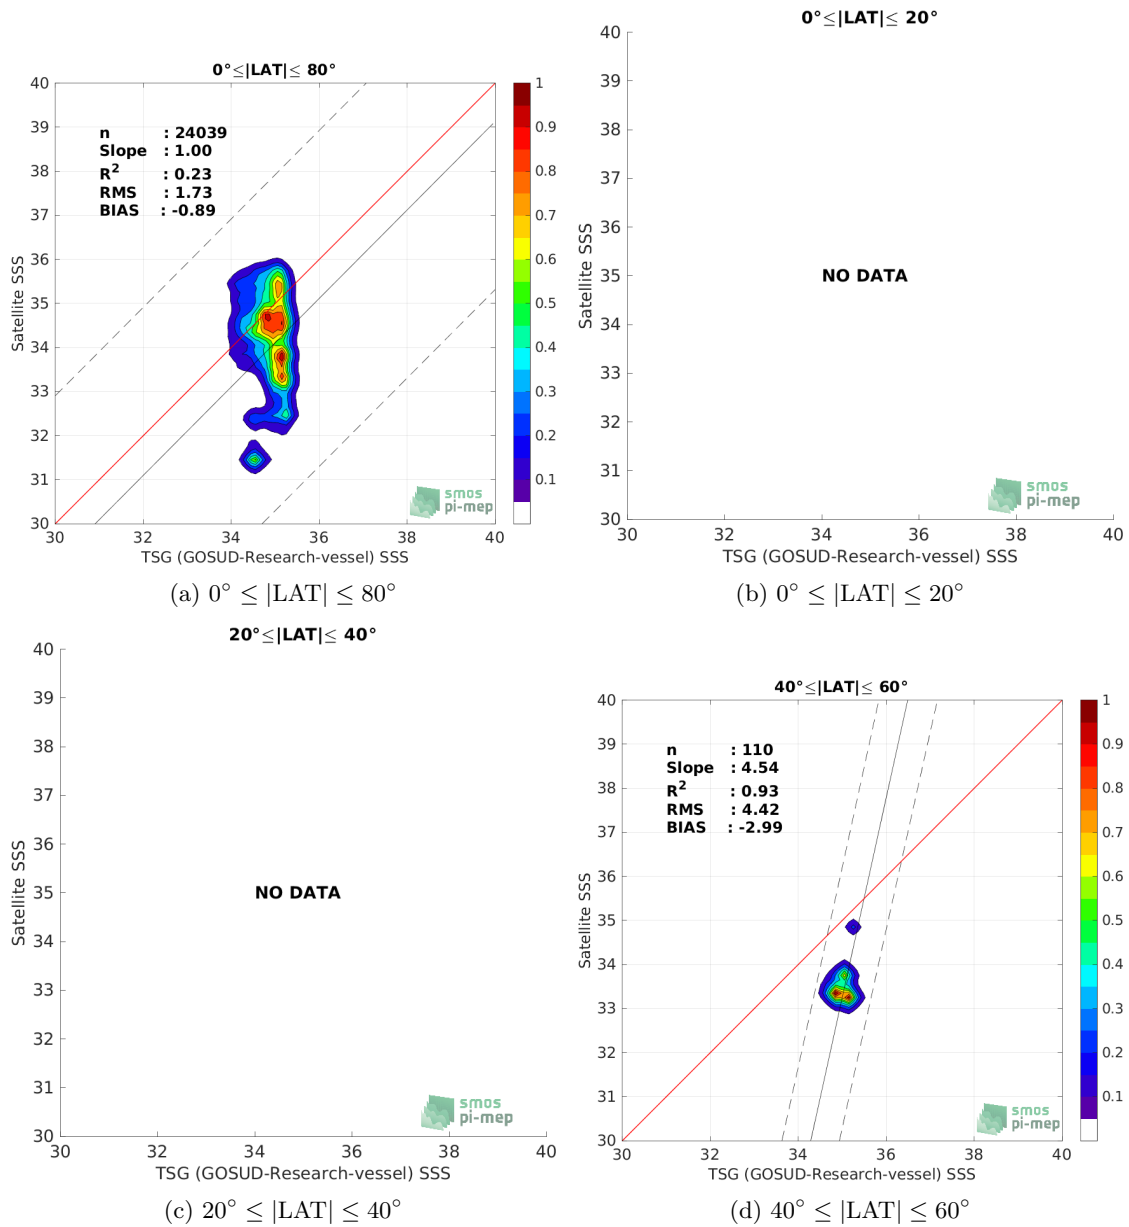 0°≤|LAT|≤ 80°
40
39
38
37
36
35
34
33
32
31
30
Satellite SSS
n : 24039
Slope : 1.00
R² : 0.23
RMS : 1.73
BIAS : -0.89
1
0.9
0.8
0.7
0.6
0.5
0.4
0.3
0.2
0.1
smos
pi-mep
30 32 34 36 38 40
TSG (GOSUD-Research-vessel) SSS
(a) 0° ≤ |LAT| ≤ 80°
0°≤|LAT|≤ 20°
40
39
38
37
36
35
34
33
32
31
30
Satellite SSS
NO DATA
smos
pi-mep
30 32 34 36 38 40
TSG (GOSUD-Research-vessel) SSS
(b) 0° ≤ |LAT| ≤ 20°
20°≤|LAT|≤ 40°
40
39
38
37
36
35
34
33
32
31
30
Satellite SSS
NO DATA
smos
pi-mep
30 32 34 36 38 40
TSG (GOSUD-Research-vessel) SSS
(c) 20° ≤ |LAT| ≤ 40°
40°≤|LAT|≤ 60°
40
39
38
37
36
35
34
33
32
31
30
Satellite SSS
n : 110
Slope : 4.54
R² : 0.93
RMS : 4.42
BIAS : -2.99
1
0.9
0.8
0.7
0.6
0.5
0.4
0.3
0.2
0.1
smos
pi-mep
30 32 34 36 38 40
TSG (GOSUD-Research-vessel) SSS
(d) 40° ≤ |LAT| ≤ 60°